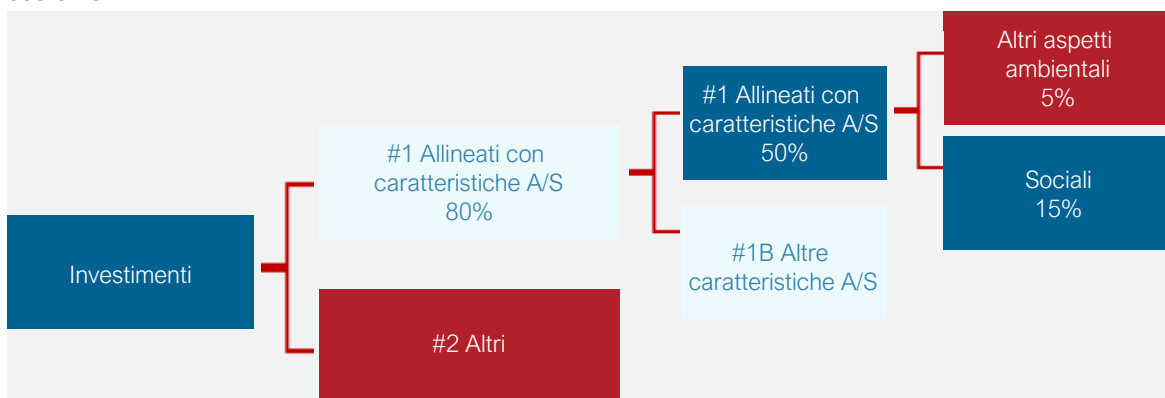 Altri aspetti
ambientali
5%
#1 Allineati con
caratteristiche A/S
50%
#1 Allineati con
caratteristiche A/S
80%
Sociali
15%
Investimenti
#1B Altre
caratteristiche A/S
#2 Altri